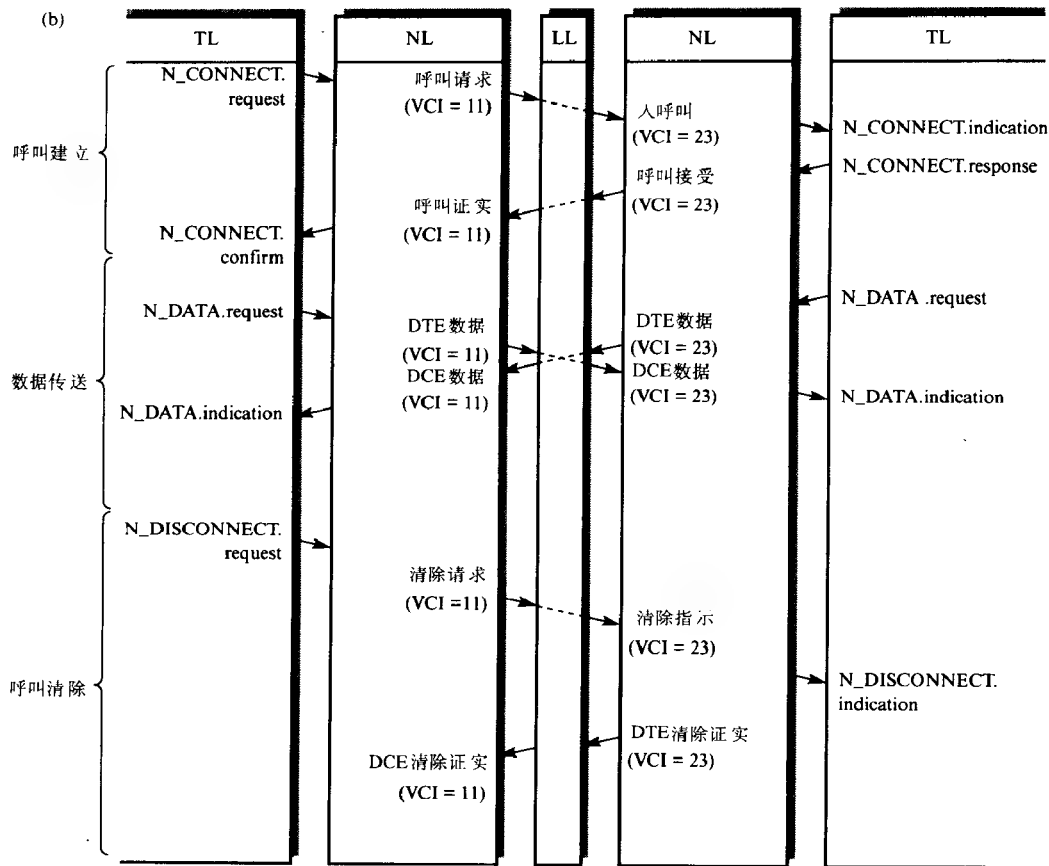 (b)
TL
NL
LL
NL
TL
呼叫建立
N_CONNECT.
request
呼叫请求
(VCI = 11)
入呼叫
(VCI = 23)
N_CONNECT.indication
N_CONNECT.response
呼叫接受
(VCI = 23)
呼叫证实
(VCI = 11)
N_CONNECT.
confirm
数据传送
N_DATA.request
N_DATA .request
DTE数据
(VCI = 11)
DCE数据
(VCI = 11)
DTE数据
(VCI = 23)
DCE数据
(VCI = 23)
N_DATA.indication
N_DATA.indication
呼叫清除
N_DISCONNECT.
request
清除请求
(VCI =11)
清除指示
(VCI = 23)
N_DISCONNECT.
indication
DTE清除证实
(VCI = 23)
DCE清除证实
(VCI = 11)